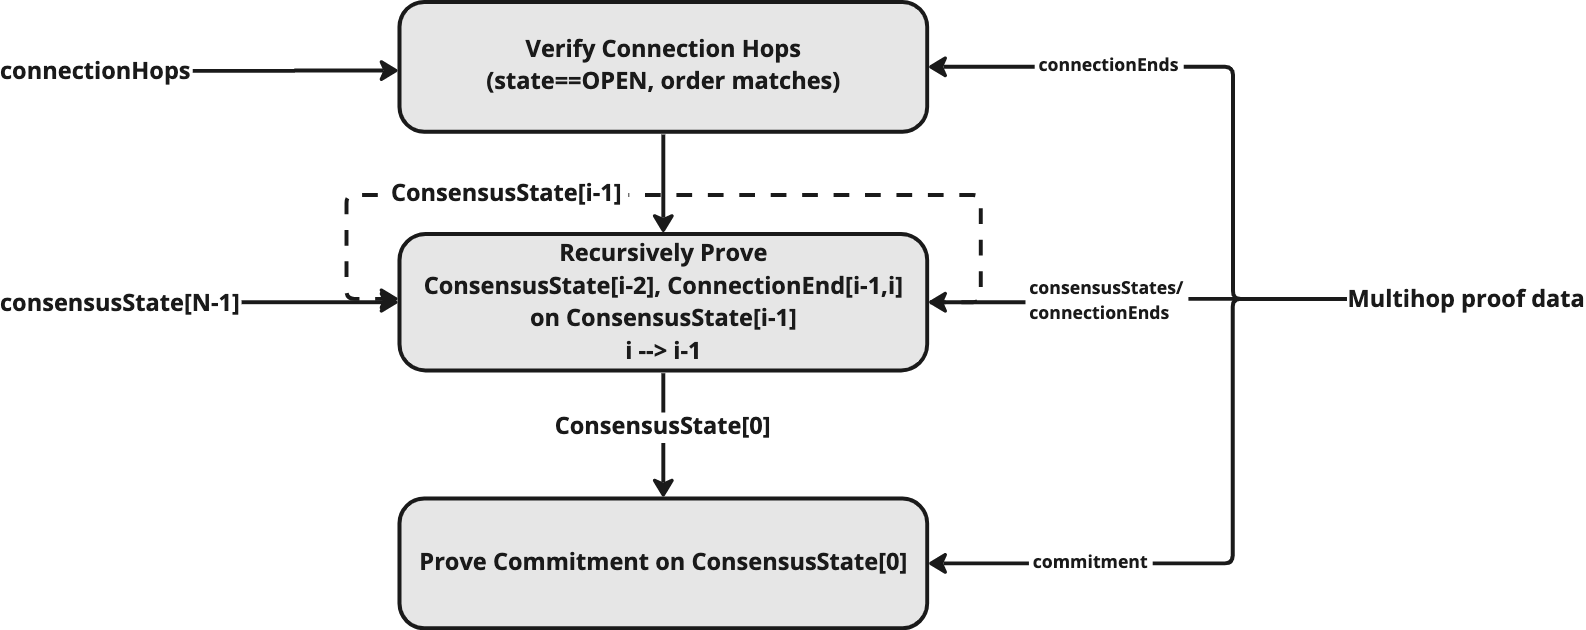 Verify Connection Hops
(state==OPEN, order matches)
connectionHops
connectionEnds
ConsensusState[i-1]
Recursively Prove
ConsensusState[i-2], ConnectionEnd[i-1,i]
on ConsensusState[i-1]
i --> i-1
consensusState[N-1]
consensusStates/
connectionEnds
Multihop proof data
ConsensusState[0]
Prove Commitment on ConsensusState[0]
commitment